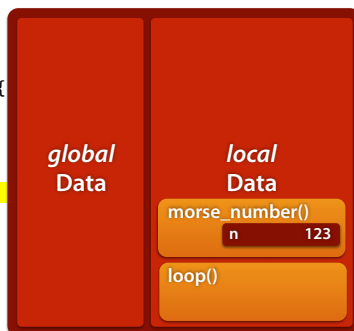 {
global
Data
local
Data
morse_number()
n 123
loop()